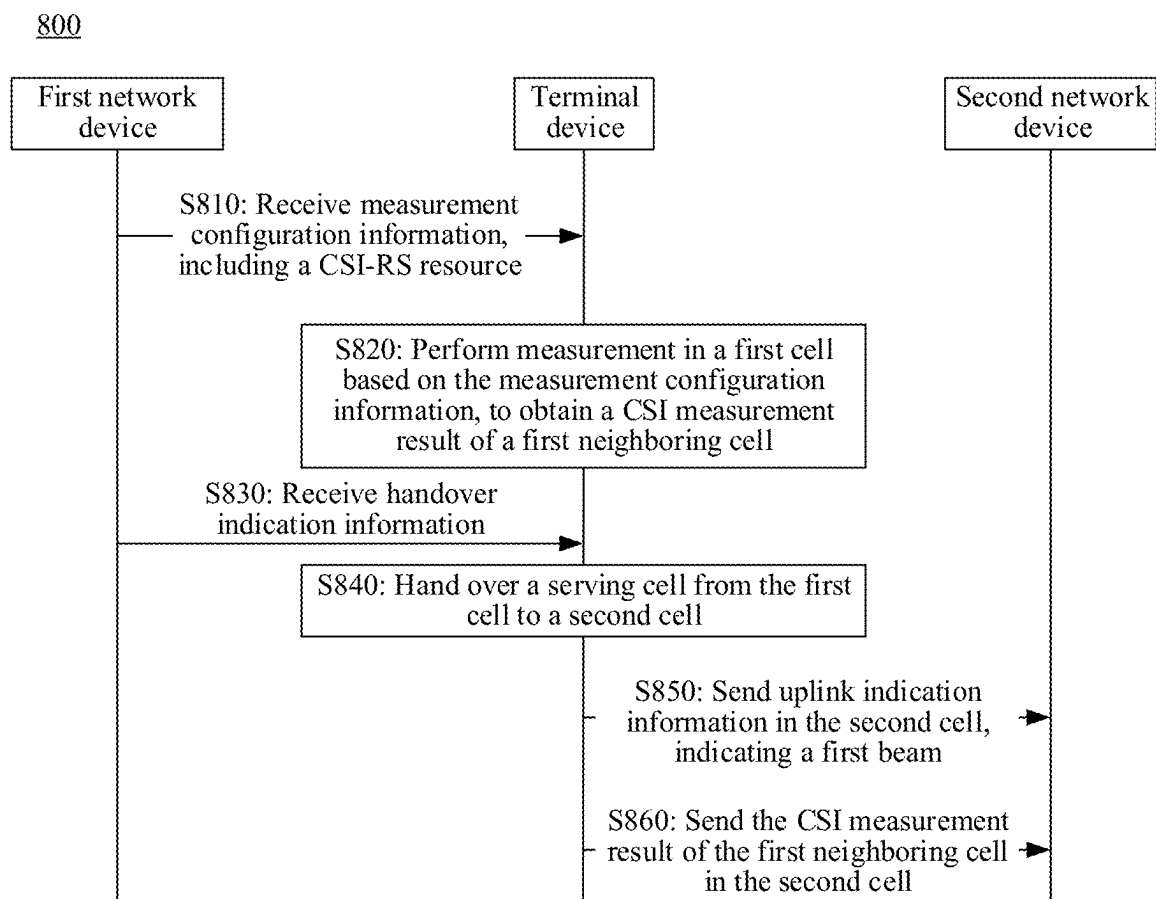 800
First network
device
Terminal
device
Second network
device
S810: Receive measurement
configuration information,
including a CSI-RS resource
S820: Perform measurement in a first cell
based on the measurement configuration
information, to obtain a CSI measurement
result of a first neighboring cell
S830: Receive handover
indication information
S840: Hand over a serving cell from the first
cell to a second cell
S850: Send uplink indication
information in the second cell,
indicating a first beam
S860: Send the CSI measurement
result of the first neighboring cell
in the second cell